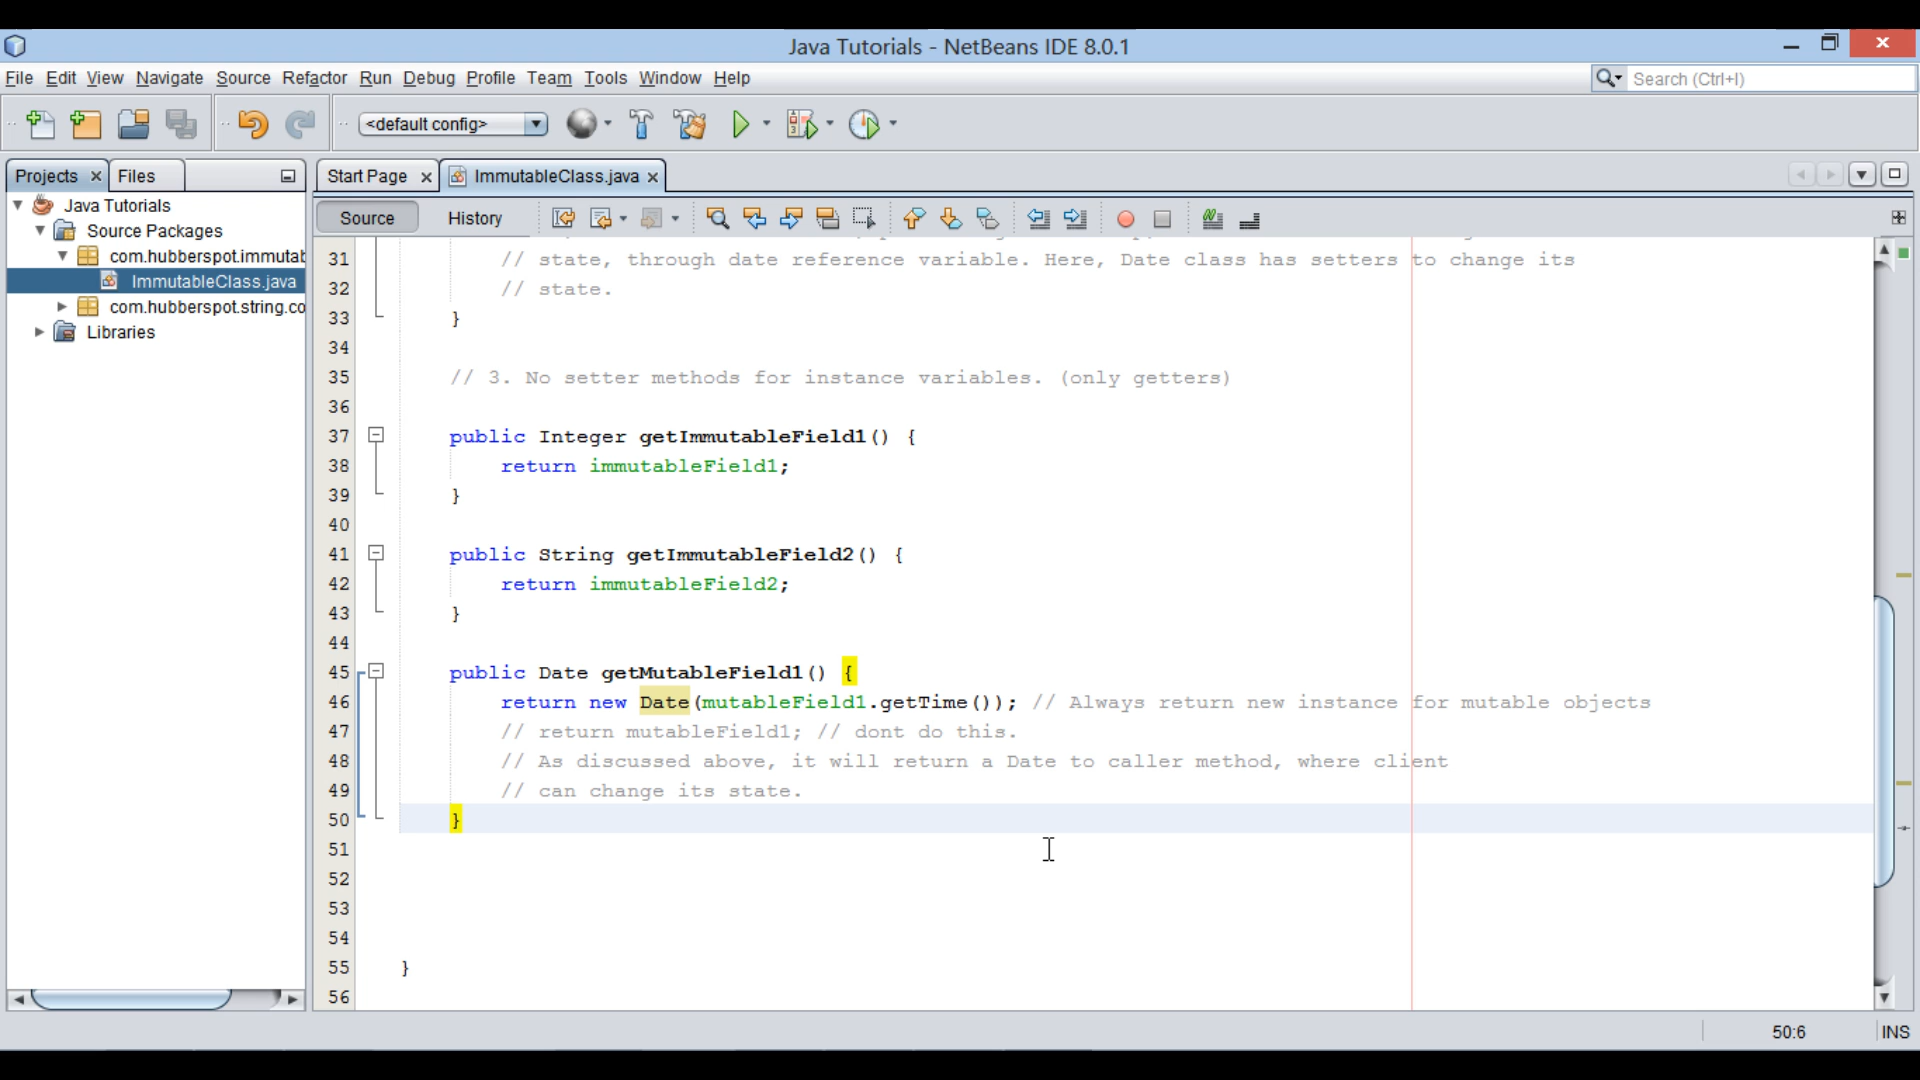 Java Tutorials - NetBeans IDE 8.0.1
File Edit View Navigate Source Refactor Run Debug Profile Team Tools Window Help
Search (Ctrl+I)
<default config>
Projects Files
Start Page ImmutableClass.java
Java Tutorials
Source Packages
com.hubberspot.immutab
ImmutableClass.java
com.hubberspot.string.co
Libraries
Source History
31 // state, through date reference variable. Here, Date class has setters to change its
32 // state.
33 }
34
35 // 3. No setter methods for instance variables. (only getters)
36
37 public Integer getImmutableField1() {
38 return immutableField1;
39 }
40
41 public String getImmutableField2() {
42 return immutableField2;
43 }
44
45 public Date getMutableField1() {
46 return new Date(mutableField1.getTime()); // Always return new instance for mutable objects
47 // return mutableField1; // dont do this.
48 // As discussed above, it will return a Date to caller method, where client
49 // can change its state.
50 }
51
52
53
54
55 }
56
50:6 INS